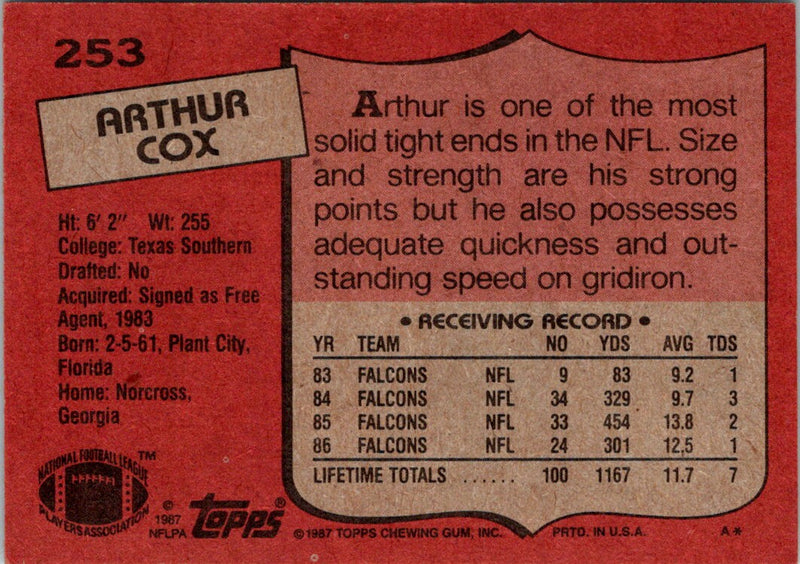 253
ARTHUR
COX
Ht: 6' 2" Wt: 255
College: Texas Southern
Drafted: No
Acquired: Signed as Free
Agent, 1983
Born: 2-5-61, Plant City,
Florida
Home: Norcross,
Georgia
NATIONAL FOOTBALL LEAGUE
PLAYERS ASSOCIATION
™
©
1987
NFLPA
Topps®
Arthur is one of the most
solid tight ends in the NFL. Size
and strength are his strong
points but he also possesses
adequate quickness and out-
standing speed on gridiron.
• RECEIVING RECORD •
YR TEAM NO YDS AVG TDS
83 FALCONS NFL 9 83 9.2 1
84 FALCONS NFL 34 329 9.7 3
85 FALCONS NFL 33 454 13.8 2
86 FALCONS NFL 24 301 12.5 1
LIFETIME TOTALS ...... 100 1167 11.7 7
©1987 TOPPS CHEWING GUM, INC. PRTD. IN U.S.A. A*